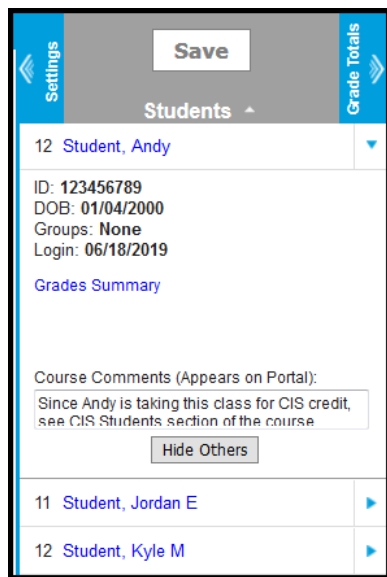 Settings
Save
Grade Totals
Students
12 Student, Andy
ID: 123456789
DOB: 01/04/2000
Groups: None
Login: 06/18/2019
Grades Summary
Course Comments (Appears on Portal):
Since Andy is taking this class for CIS credit,
see CIS Students section of the course
Hide Others
11 Student, Jordan E
12 Student, Kyle M